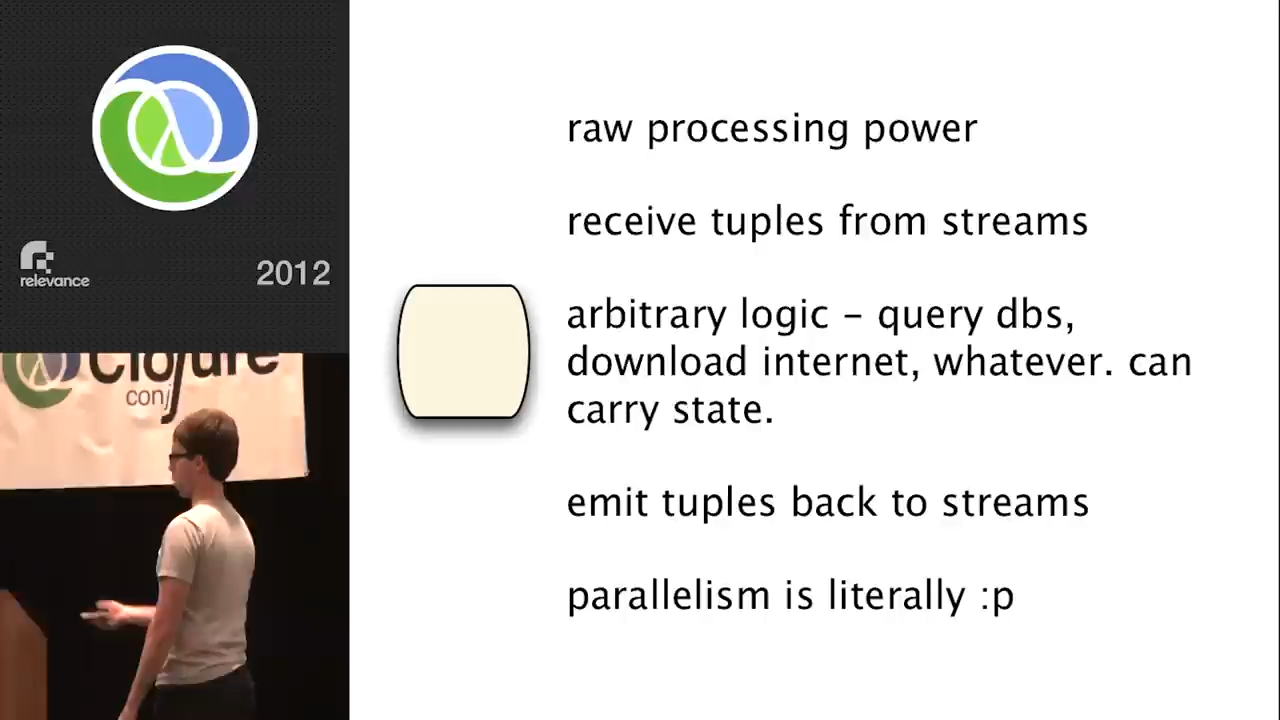 relevance
2012
Clojure
conj
raw processing power
receive tuples from streams
arbitrary logic – query dbs,
download internet, whatever. can
carry state.
emit tuples back to streams
parallelism is literally :p